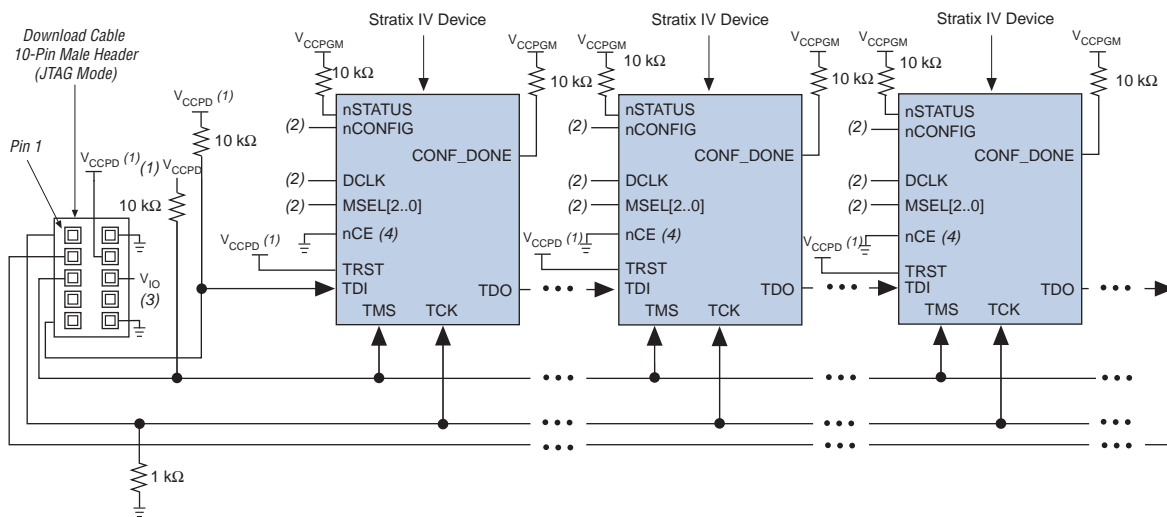 Download Cable
10-Pin Male Header
(JTAG Mode)
Pin 1
VCCPD (1)
10 kΩ
VCCPD (1)
(1) VCCPD
10 kΩ
VIO
(3)
1 kΩ
Stratix IV Device
VCCPGM
10 kΩ
VCCPGM
10 kΩ
nSTATUS
(2)
nCONFIG
CONF_DONE
(2)
DCLK
(2)
MSEL[2..0]
nCE (4)
VCCPD (1)
TRST
TDI
TDO
TMS
TCK
Stratix IV Device
VCCPGM
10 kΩ
VCCPGM
10 kΩ
nSTATUS
(2)
nCONFIG
CONF_DONE
(2)
DCLK
(2)
MSEL[2..0]
nCE (4)
VCCPD (1)
TRST
TDI
TDO
TMS
TCK
Stratix IV Device
VCCPGM
10 kΩ
VCCPGM
10 kΩ
nSTATUS
(2)
nCONFIG
CONF_DONE
(2)
DCLK
(2)
MSEL[2..0]
nCE (4)
VCCPD (1)
TRST
TDI
TDO
TMS
TCK